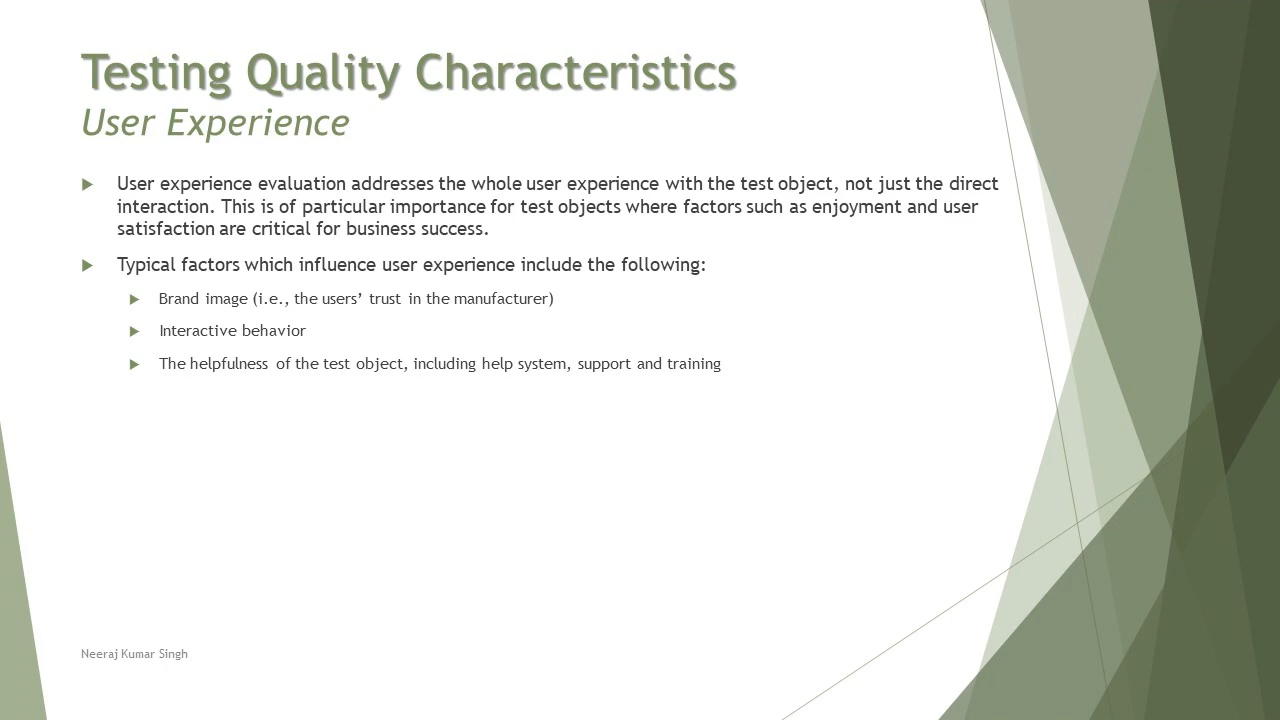 Testing Quality Characteristics
User Experience
User experience evaluation addresses the whole user experience with the test object, not just the direct
interaction. This is of particular importance for test objects where factors such as enjoyment and user
satisfaction are critical for business success.
Typical factors which influence user experience include the following:
Brand image (i.e., the users’ trust in the manufacturer)
Interactive behavior
The helpfulness of the test object, including help system, support and training
Neeraj Kumar Singh